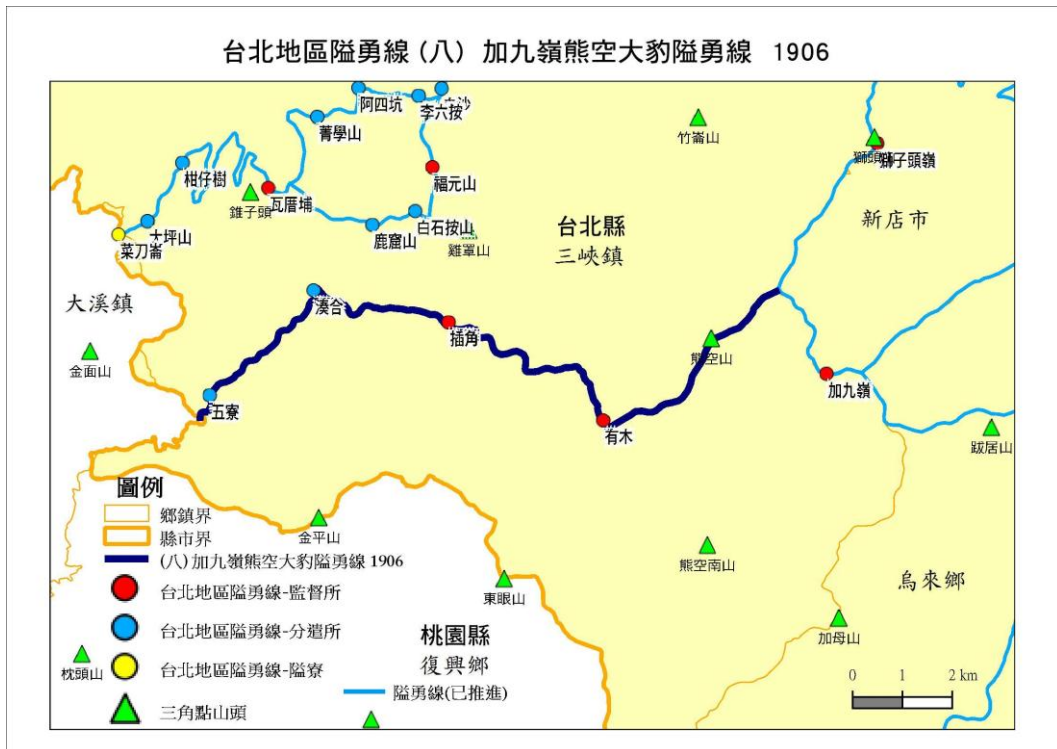 台北地區隘勇線 (八) 加九嶺熊空大豹隘勇線 1906
阿四坑
李六按
菁學山
竹崙山
獅子頭嶺
柑仔樹
福元山
瓦厝埔
錐子頭
新店市
大坪山
白石按山
台北縣
菜刀崙
鹿窟山
雞罩山
三峽鎮
大溪鎮
湊合
插角
熊空山
金面山
加九嶺
五寮
有木
跋居山
圖例
鄉鎮界
縣市界
金平山
(八)加九嶺熊空大豹隘勇線 1906
熊空南山
烏來鄉
台北地區隘勇線-監督所
東眼山
台北地區隘勇線-分遣所
桃園縣
加母山
復興鄉
枕頭山
台北地區隘勇線-隘寮
隘勇線(已推進)
0 1 2 km
三角點山頭